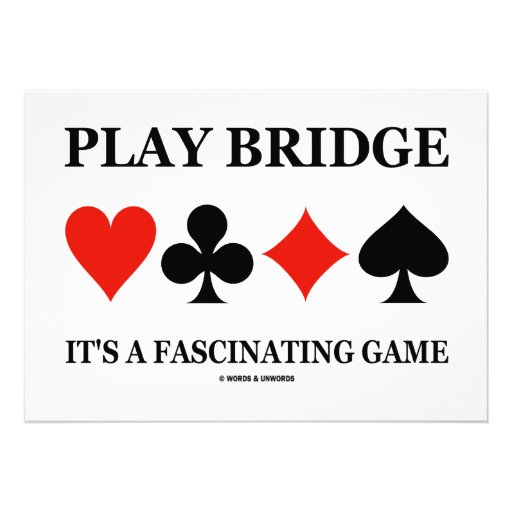 PLAY BRIDGE
IT'S A FASCINATING GAME
© WORDS & UNWORDS